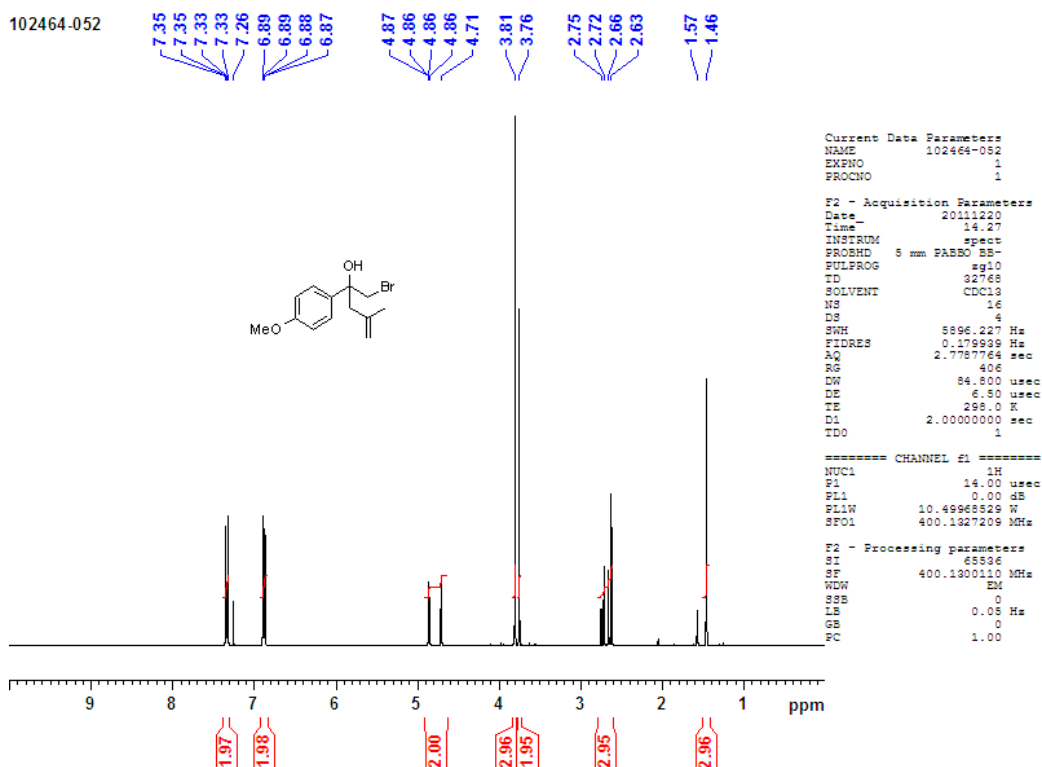 102464-052
7.35
7.35
7.33
7.33
7.26
6.89
6.89
6.88
6.87
4.87
4.86
4.86
4.86
4.71
3.81
3.76
2.75
2.72
2.66
2.63
1.57
1.46
OH
Br
MeO
Current Data Parameters
NAME 102464-052
EXPNO 1
PROCNO 1
F2 - Acquisition Parameters
Date_ 20111220
Time 14.27
INSTRUM spect
PROBHD 5 mm PABBO BB-
PULPROG zg10
TD 32768
SOLVENT CDCl3
NS 16
DS 4
SWH 5896.227 Hz
FIDRES 0.179939 Hz
AQ 2.7787764 sec
RG 406
DW 84.800 usec
DE 6.50 usec
TE 298.0 K
D1 2.00000000 sec
TD0 1
======== CHANNEL f1 ========
NUC1 1H
P1 14.00 usec
PL1 0.00 dB
PL1W 10.49968529 W
SFO1 400.1327209 MHz
F2 - Processing parameters
SI 65536
SF 400.1300110 MHz
WDW EM
SSB 0
LB 0.05 Hz
GB 0
PC 1.00
9 8 7 6 5 4 3 2 1 ppm
1.97
1.98
2.00
2.96
1.95
2.95
2.96